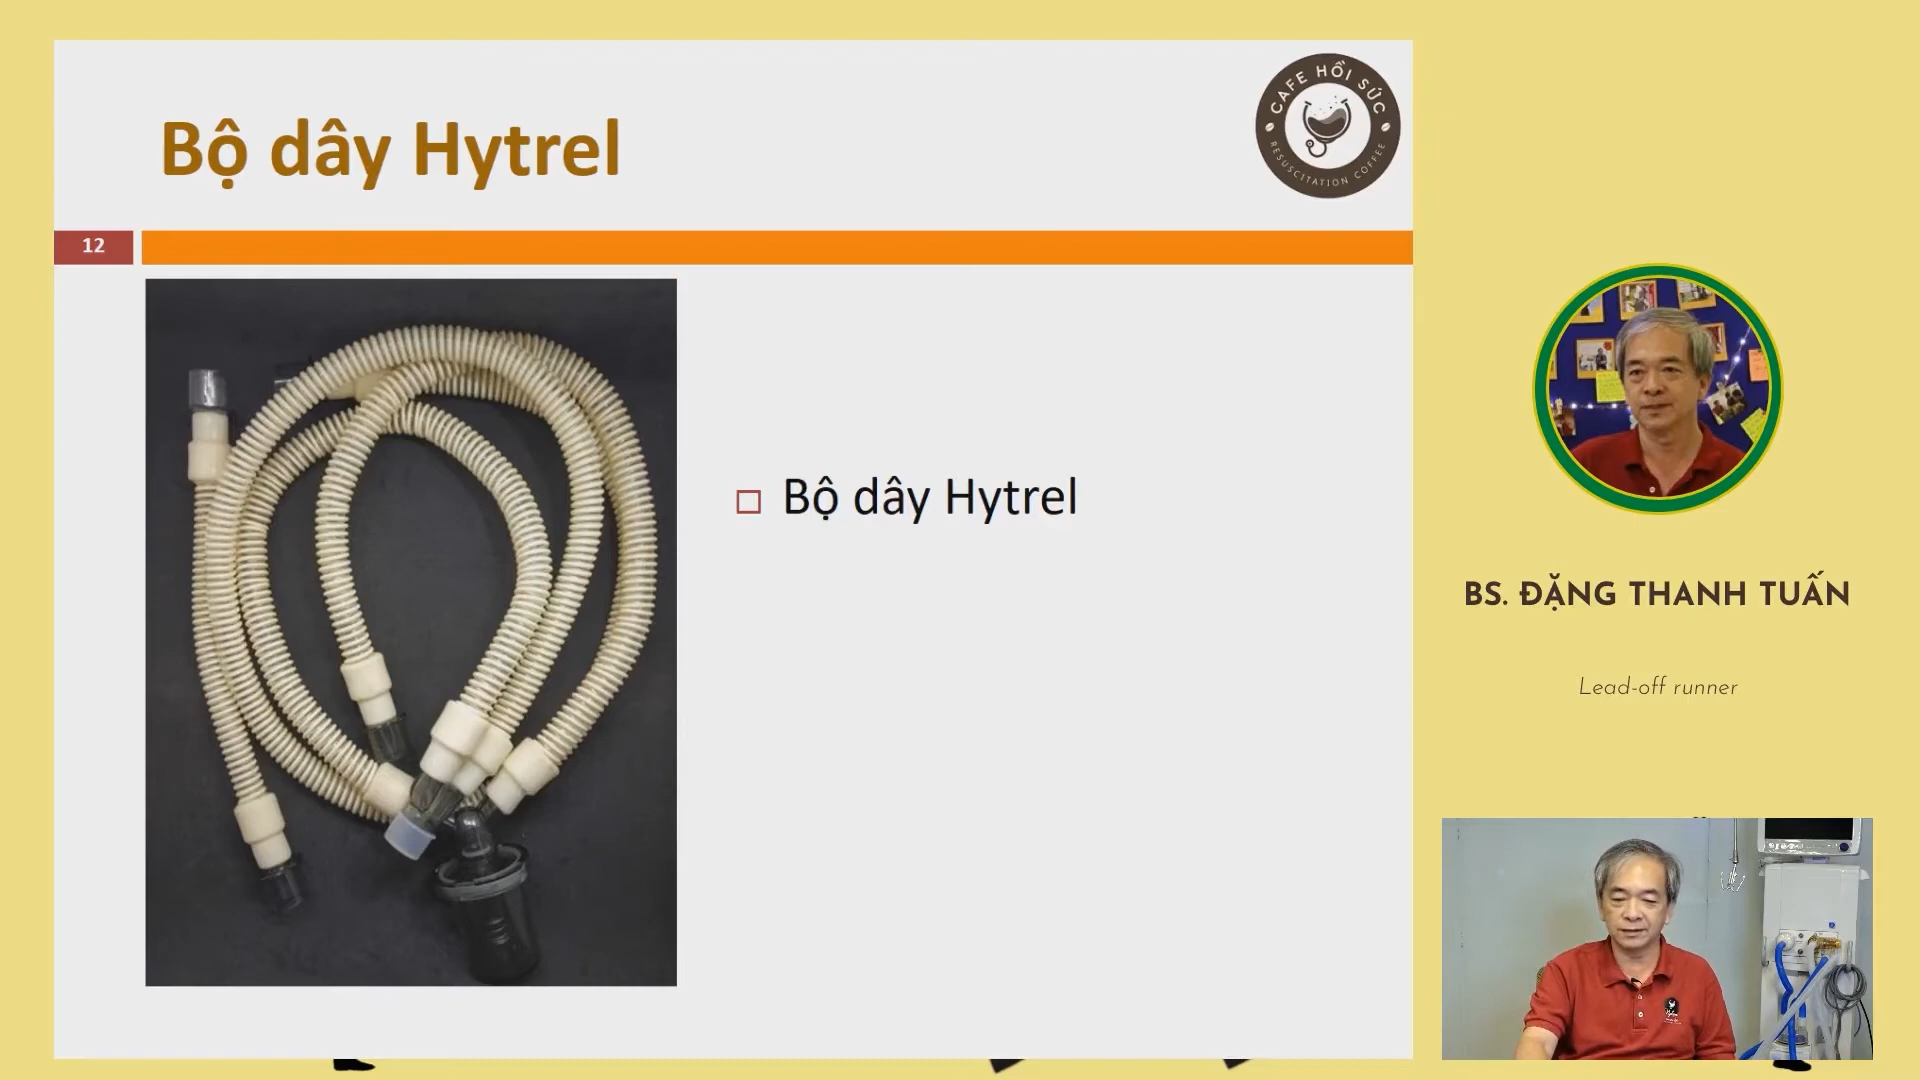 Bộ dây Hytrel
CAFE HỒI SỨC
RESUSCITATION COFFEE
12
Bộ dây Hytrel
BS. ĐẶNG THANH TUẤN
Lead-off runner